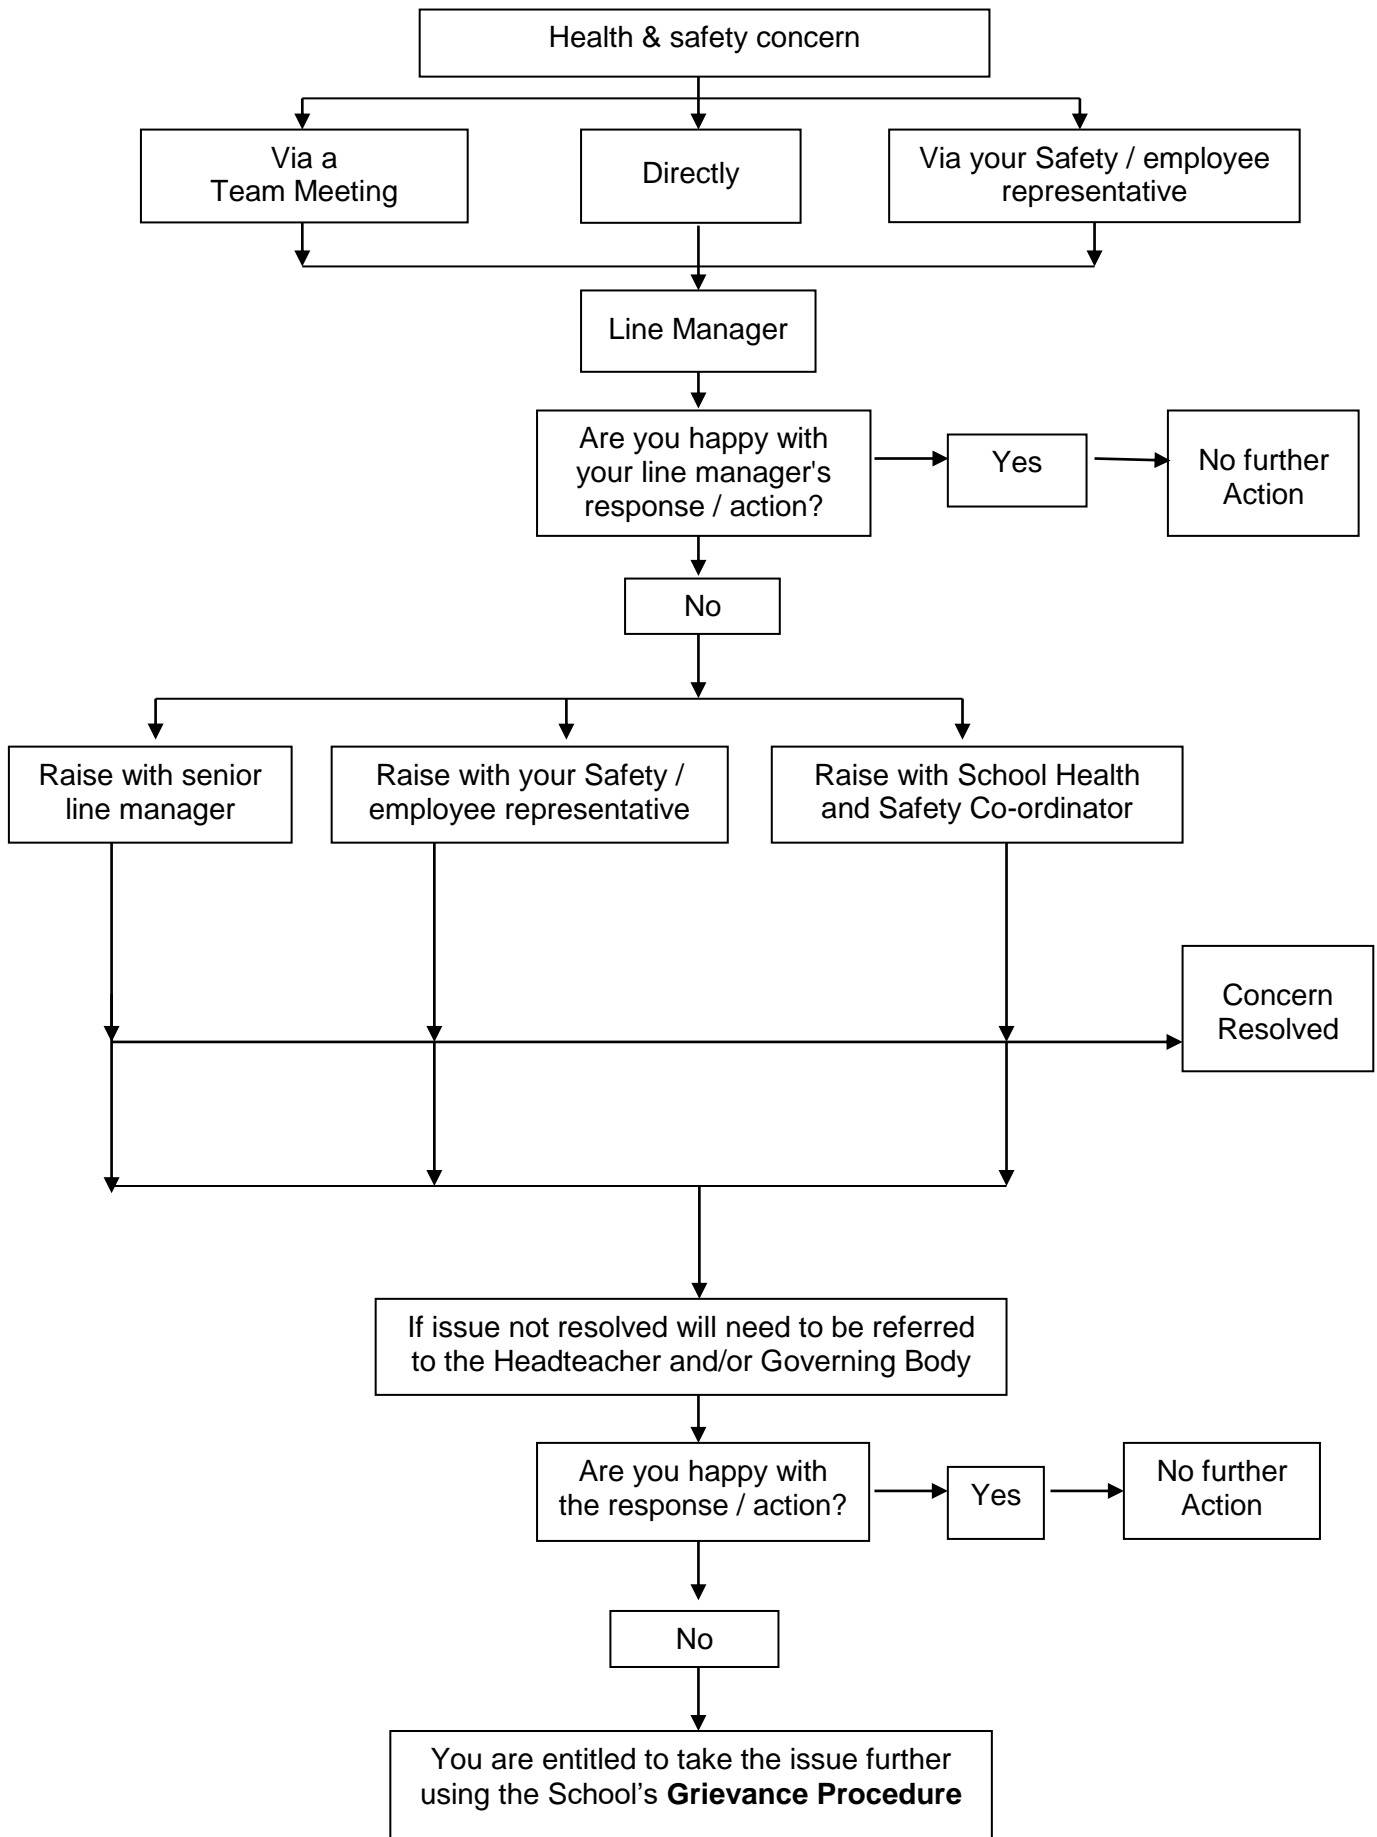 Health & safety concern
Via a
Team Meeting
Directly
Via your Safety / employee
representative
Line Manager
Are you happy with
your line manager's
response / action?
Yes
No further
Action
No
Raise with senior
line manager
Raise with your Safety /
employee representative
Raise with School Health
and Safety Co-ordinator
Concern
Resolved
If issue not resolved will need to be referred
to the Headteacher and/or Governing Body
Are you happy with
the response / action?
Yes
No further
Action
No
You are entitled to take the issue further
using the School’s Grievance Procedure